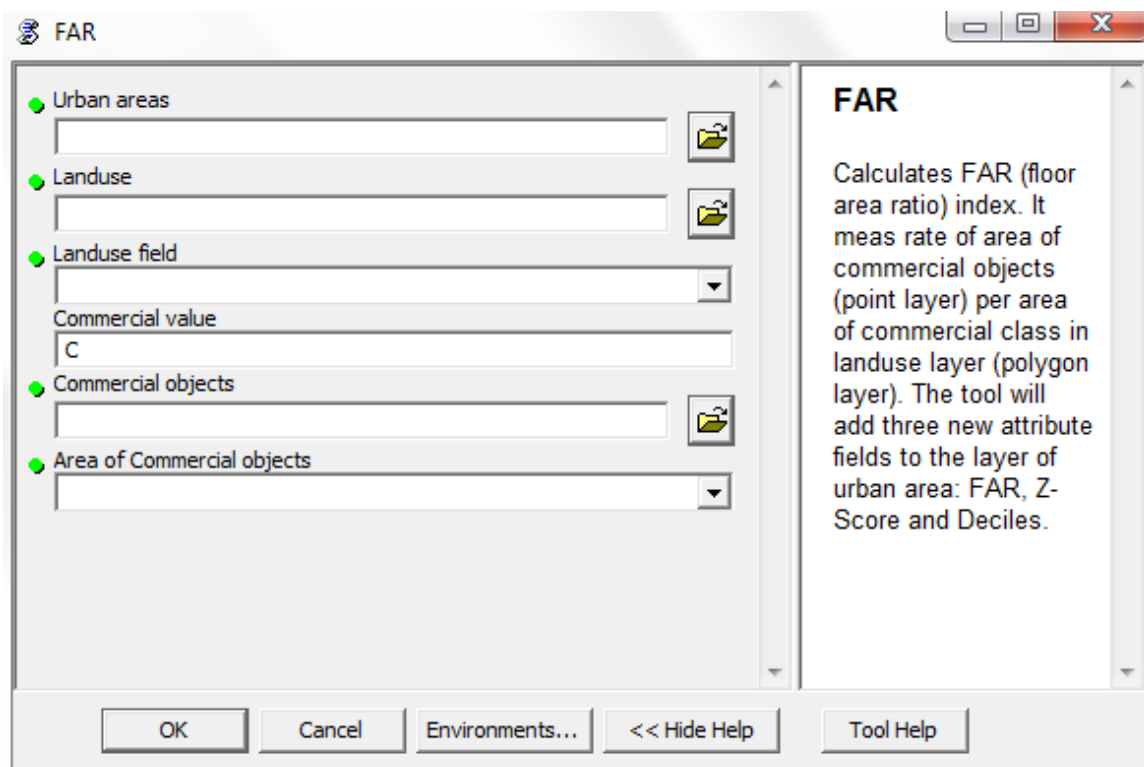 FAR
Urban areas
Landuse
Landuse field
Commercial value
C
Commercial objects
Area of Commercial objects
OK
Cancel
Environments...
<< Hide Help
FAR
Calculates FAR (floor
area ratio) index. It
meas rate of area of
commercial objects
(point layer) per area
of commercial class in
landuse layer (polygon
layer). The tool will
add three new attribute
fields to the layer of
urban area: FAR, Z-
Score and Deciles.
Tool Help